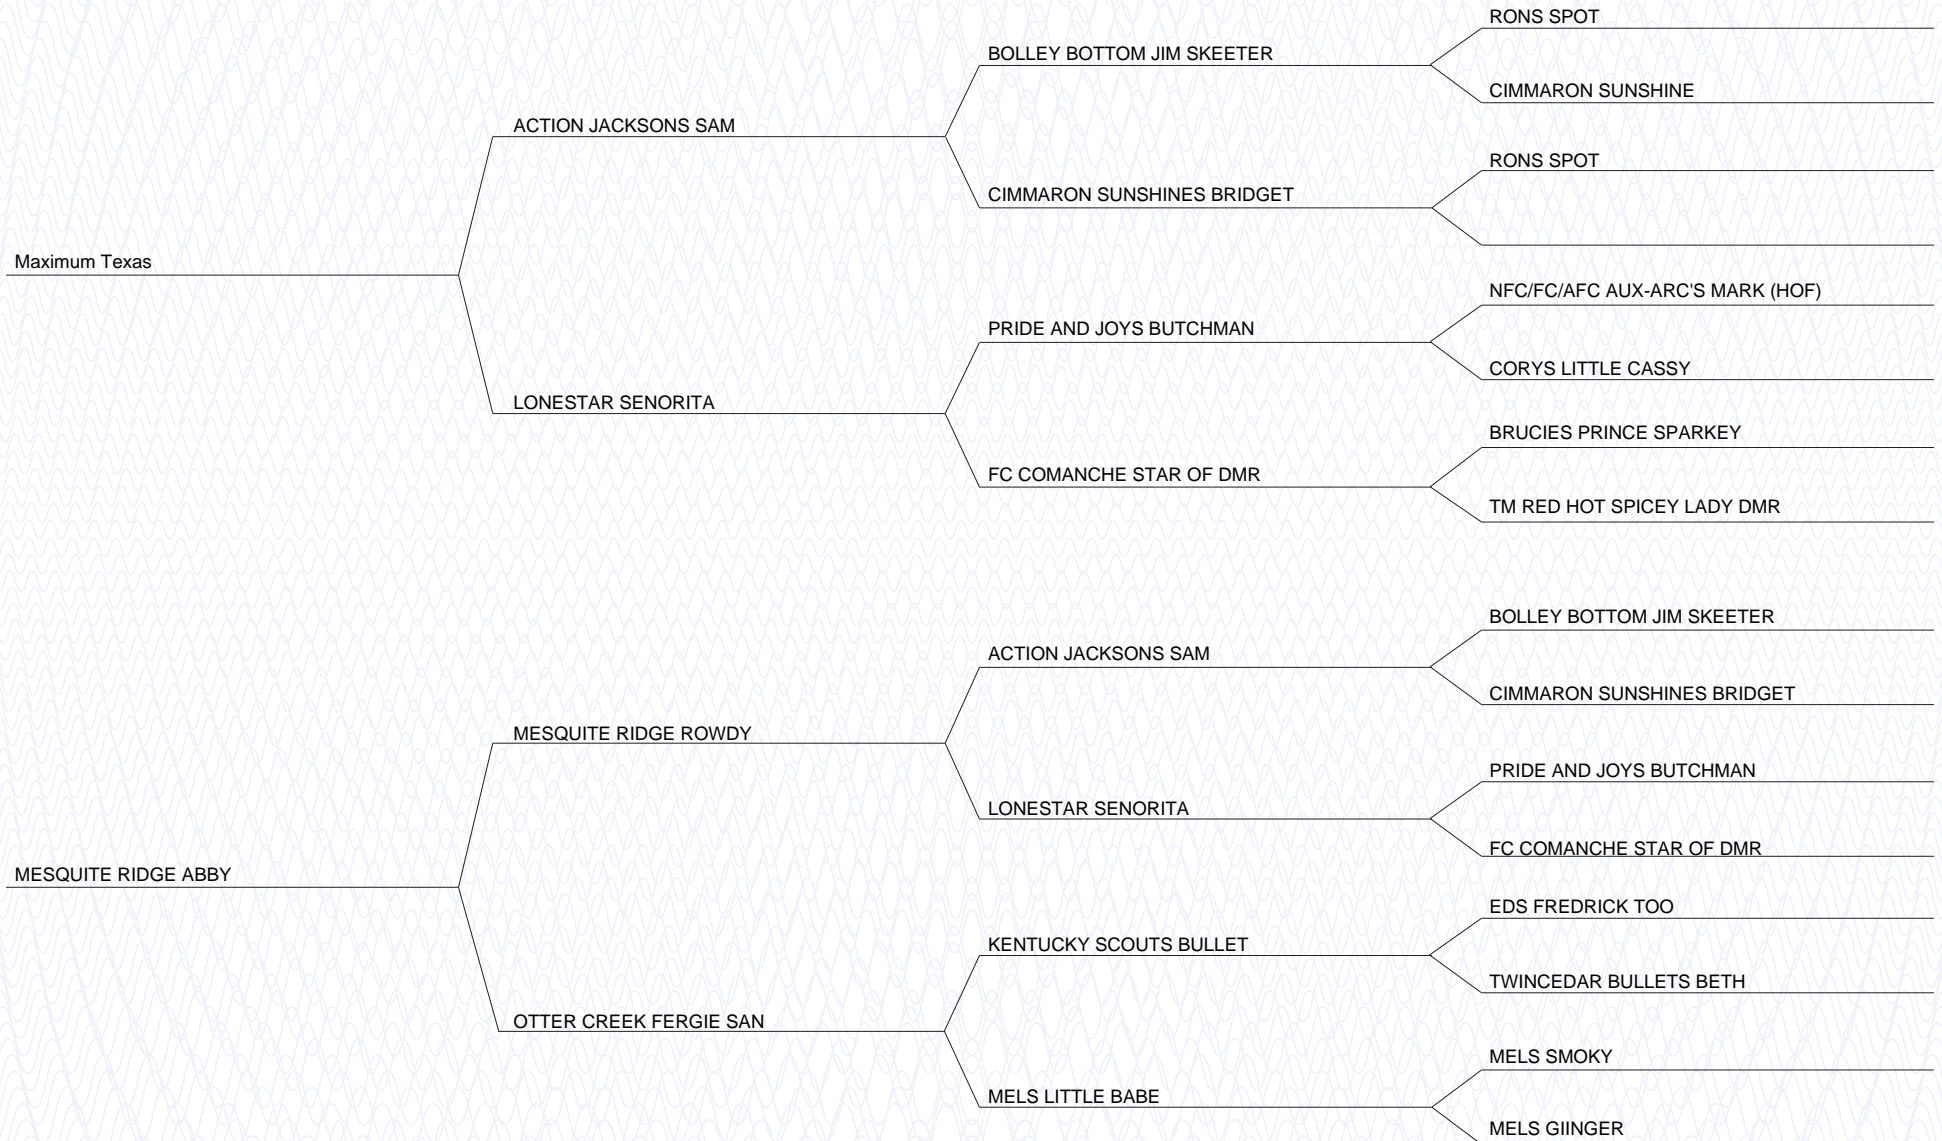 RONS SPOT
BOLLEY BOTTOM JIM SKEETER
CIMMARON SUNSHINE
ACTION JACKSONS SAM
RONS SPOT
CIMMARON SUNSHINES BRIDGET
Maximum Texas
NFC/FC/AFC AUX-ARC'S MARK (HOF)
PRIDE AND JOYS BUTCHMAN
CORYS LITTLE CASSY
LONESTAR SENORITA
BRUCIES PRINCE SPARKEY
FC COMANCHE STAR OF DMR
TM RED HOT SPICEY LADY DMR
BOLLEY BOTTOM JIM SKEETER
ACTION JACKSONS SAM
CIMMARON SUNSHINES BRIDGET
MESQUITE RIDGE ROWDY
PRIDE AND JOYS BUTCHMAN
LONESTAR SENORITA
FC COMANCHE STAR OF DMR
MESQUITE RIDGE ABBY
EDS FREDRICK TOO
KENTUCKY SCOUTS BULLET
TWINCEDAR BULLETS BETH
OTTER CREEK FERGIE SAN
MELS SMOKY
MELS LITTLE BABE
MELS GIINGER